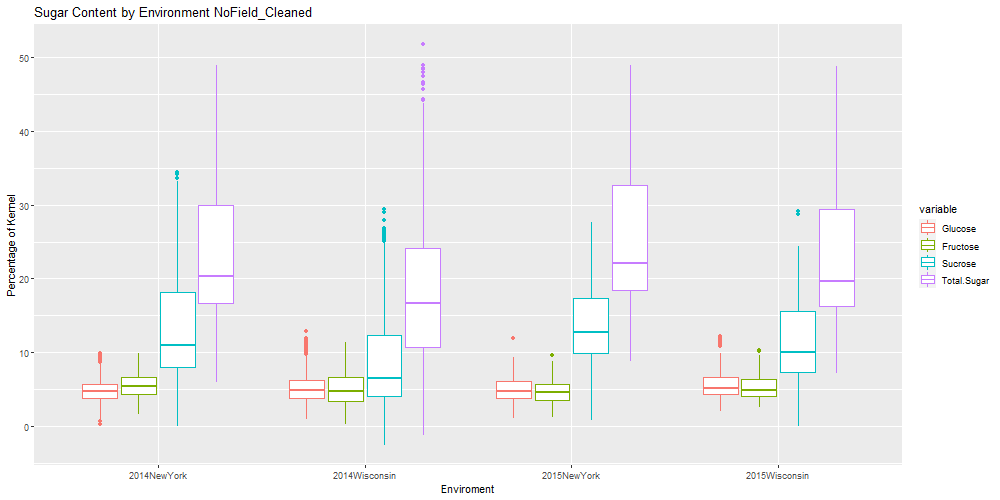 Sugar Content by Environment NoField_Cleaned
Percentage of Kernel
50
40
30
20
10
0
2014NewYork
2014Wisconsin
2015NewYork
2015Wisconsin
Enviroment
variable
Glucose
Fructose
Sucrose
Total.Sugar